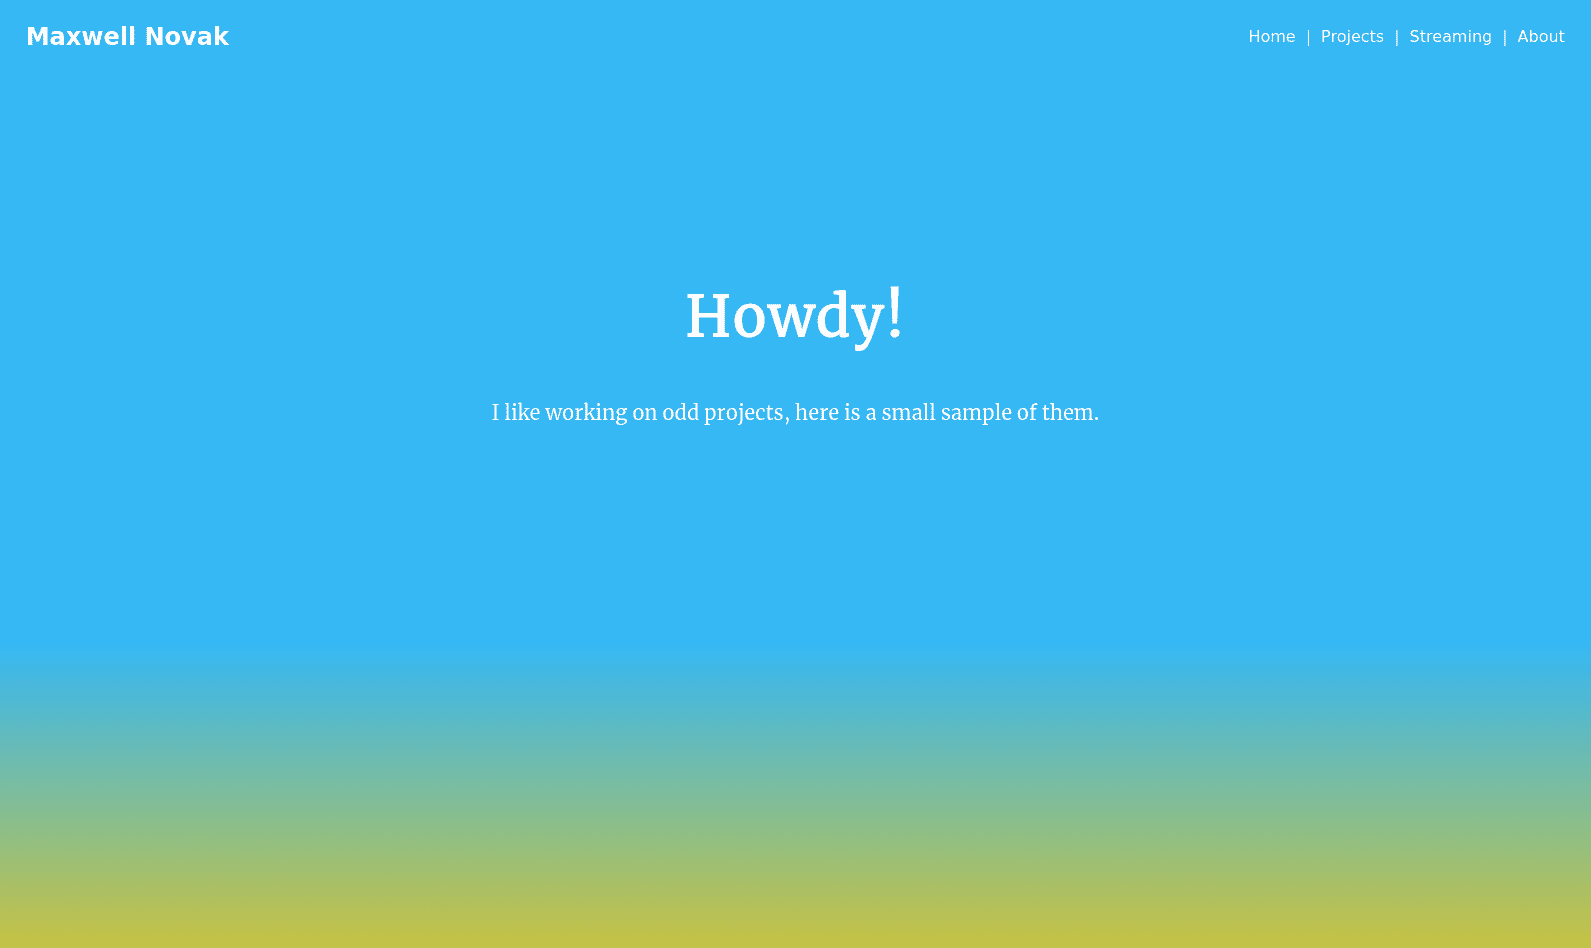 Maxwell Novak
Home | Projects | Streaming | About
Howdy!
I like working on odd projects, here is a small sample of them.